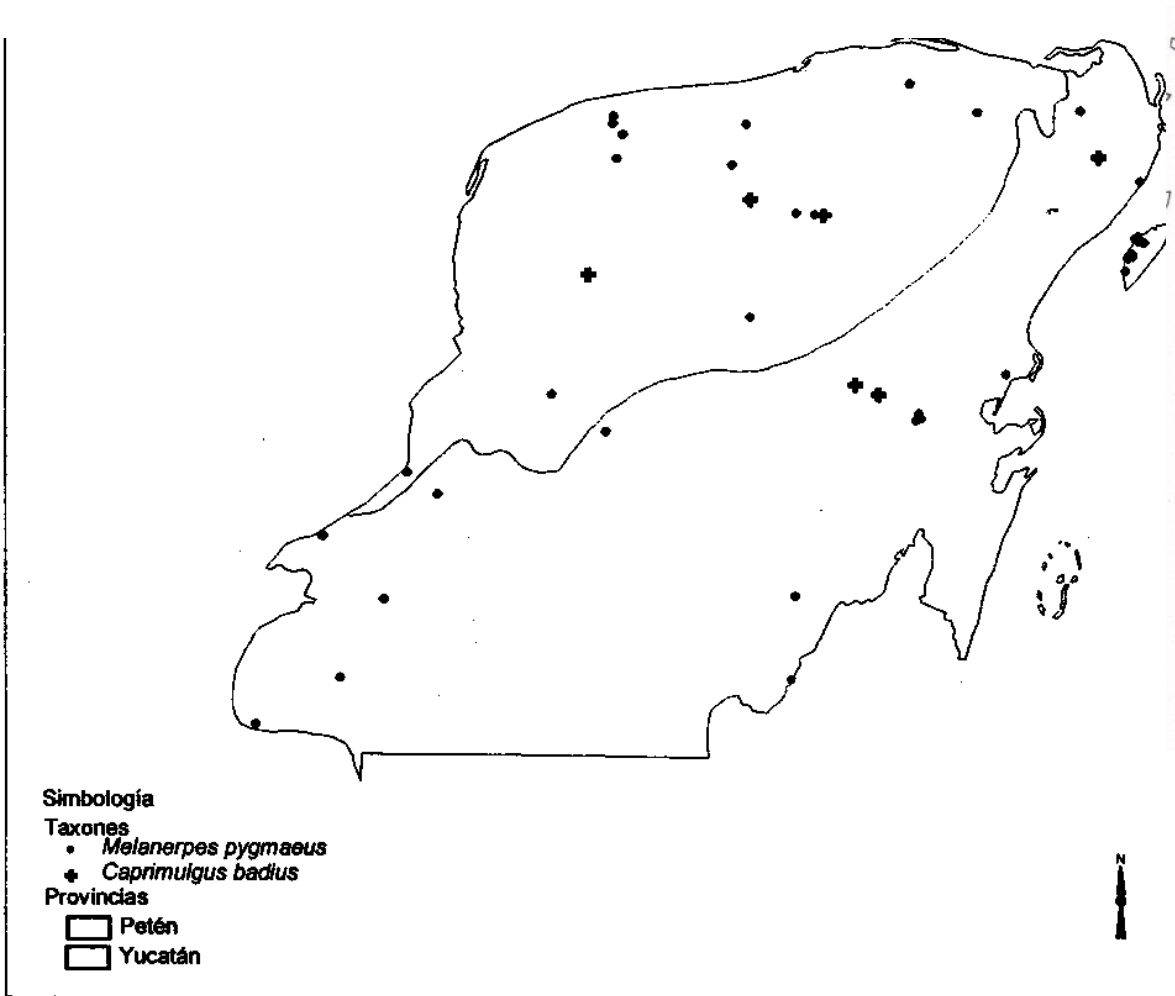 Simbología
Taxones
Melanerpes pygmaeus
Caprimulgus badius
Provincias
Petén
Yucatán
N